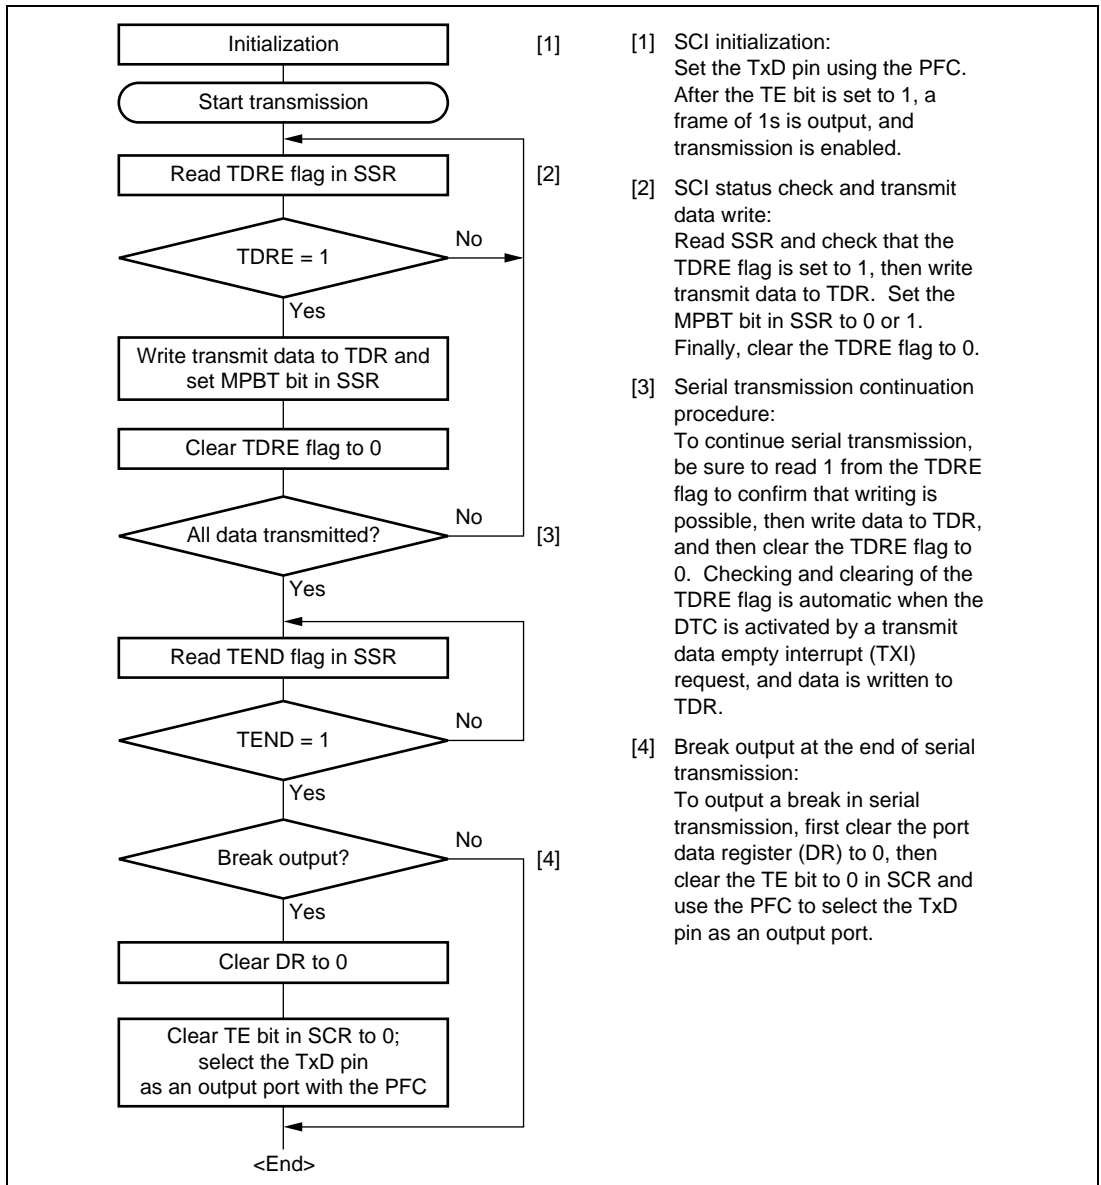 Initialization
[1]
Start transmission
Read TDRE flag in SSR
[2]
TDRE = 1
No
Yes
Write transmit data to TDR and
set MPBT bit in SSR
Clear TDRE flag to 0
All data transmitted?
No
[3]
Yes
Read TEND flag in SSR
TEND = 1
No
Yes
Break output?
No
[4]
Yes
Clear DR to 0
Clear TE bit in SCR to 0;
select the TxD pin
as an output port with the PFC
<End>
[1] SCI initialization:
Set the TxD pin using the PFC.
After the TE bit is set to 1, a
frame of 1s is output, and
transmission is enabled.
[2] SCI status check and transmit
data write:
Read SSR and check that the
TDRE flag is set to 1, then write
transmit data to TDR. Set the
MPBT bit in SSR to 0 or 1.
Finally, clear the TDRE flag to 0.
[3] Serial transmission continuation
procedure:
To continue serial transmission,
be sure to read 1 from the TDRE
flag to confirm that writing is
possible, then write data to TDR,
and then clear the TDRE flag to
0. Checking and clearing of the
TDRE flag is automatic when the
DTC is activated by a transmit
data empty interrupt (TXI)
request, and data is written to
TDR.
[4] Break output at the end of serial
transmission:
To output a break in serial
transmission, first clear the port
data register (DR) to 0, then
clear the TE bit to 0 in SCR and
use the PFC to select the TxD
pin as an output port.